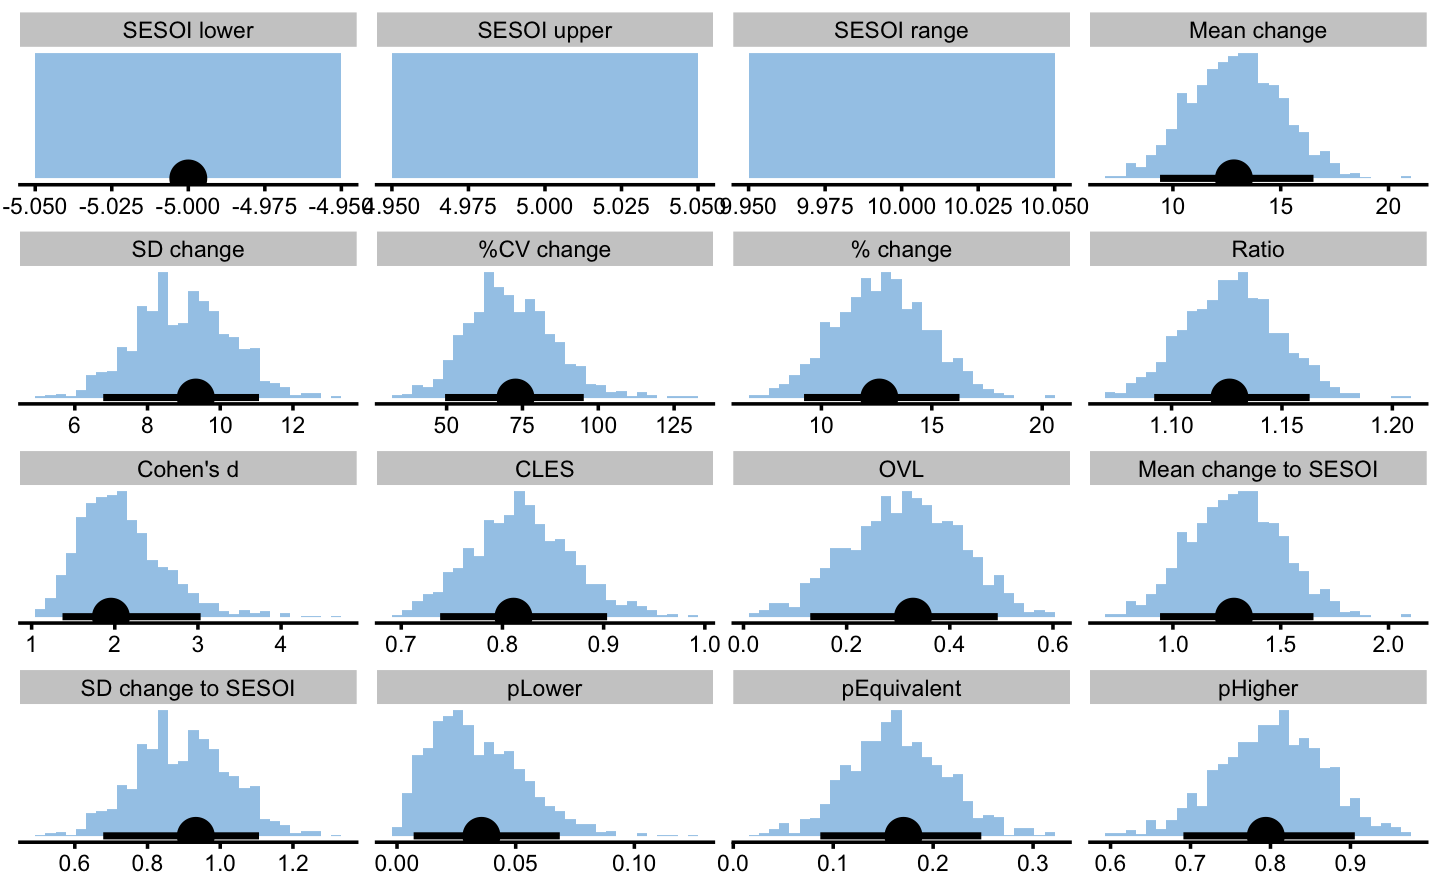 SESOI lower SESOI upper SESOI range Mean change
-5.050 -5.025 -5.000 -4.975 -4.950 4.950 4.975 5.000 5.025 5.050 9.950 9.975 10.000 10.025 10.050 10 15 20
SD change %CV change % change Ratio
6 8 10 12 50 75 100 125 10 15 20 1.10 1.15 1.20
Cohen's d CLES OVL Mean change to SESOI
1 2 3 4 0.7 0.8 0.9 1.0 0.0 0.2 0.4 0.6 1.0 1.5 2.0
SD change to SESOI pLower pEquivalent pHigher
0.6 0.8 1.0 1.2 0.00 0.05 0.10 0.0 0.1 0.2 0.3 0.6 0.7 0.8 0.9